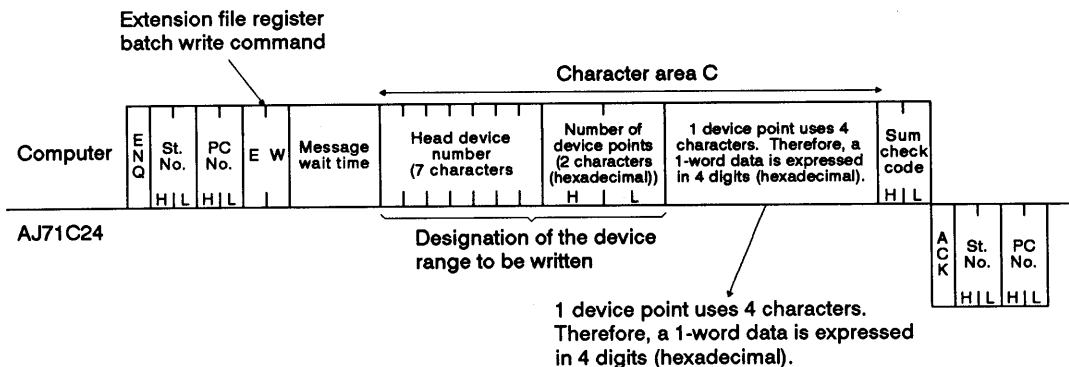 Extension file register
batch write command
Character area C
Computer
ENQ
St.
No.
H L
PC
No.
H L
E W
Message
wait time
Head device
number
(7 characters
Number of
device points
(2 characters
(hexadecimal))
H L
1 device point uses 4
characters. Therefore, a
1-word data is expressed
in 4 digits (hexadecimal).
Sum
check
code
H L
AJ71C24
Designation of the device
range to be written
ACK
St.
No.
H L
PC
No.
H L
1 device point uses 4 characters.
Therefore, a 1-word data is expressed
in 4 digits (hexadecimal).